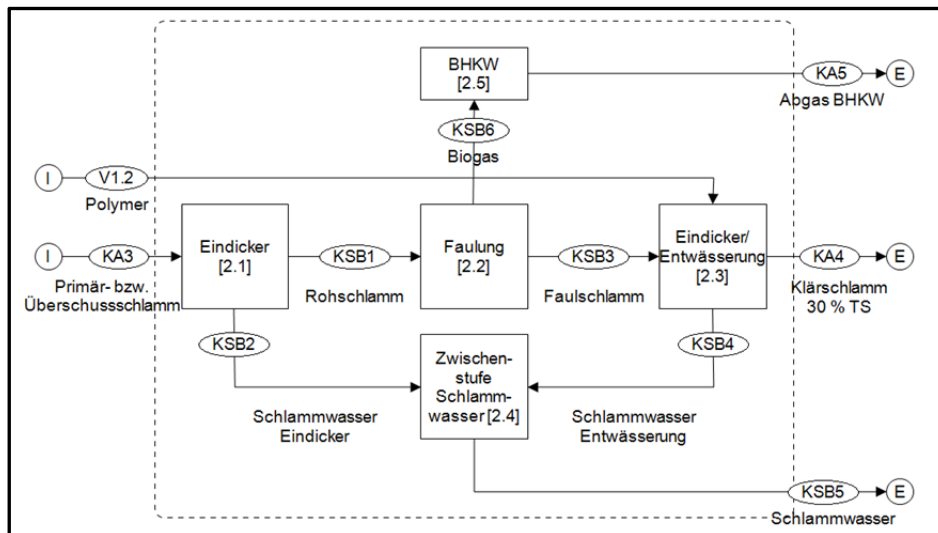 BHKW
[2.5]
KA5
E
Abgas BHKW
KSB6
Biogas
I
V1.2
Polymer
I
KA3
Primär- bzw.
Überschussschlamm
Eindicker
[2.1]
KSB1
Rohschlamm
Faulung
[2.2]
KSB3
Faulschlamm
Eindicker/
Entwässerung
[2.3]
KA4
E
Klärschlamm
30 % TS
KSB2
KSB4
Zwischen-
stufe
Schlamm-
wasser [2.4]
Schlammwasser
Eindicker
Schlammwasser
Entwässerung
KSB5
E
Schlammwasser